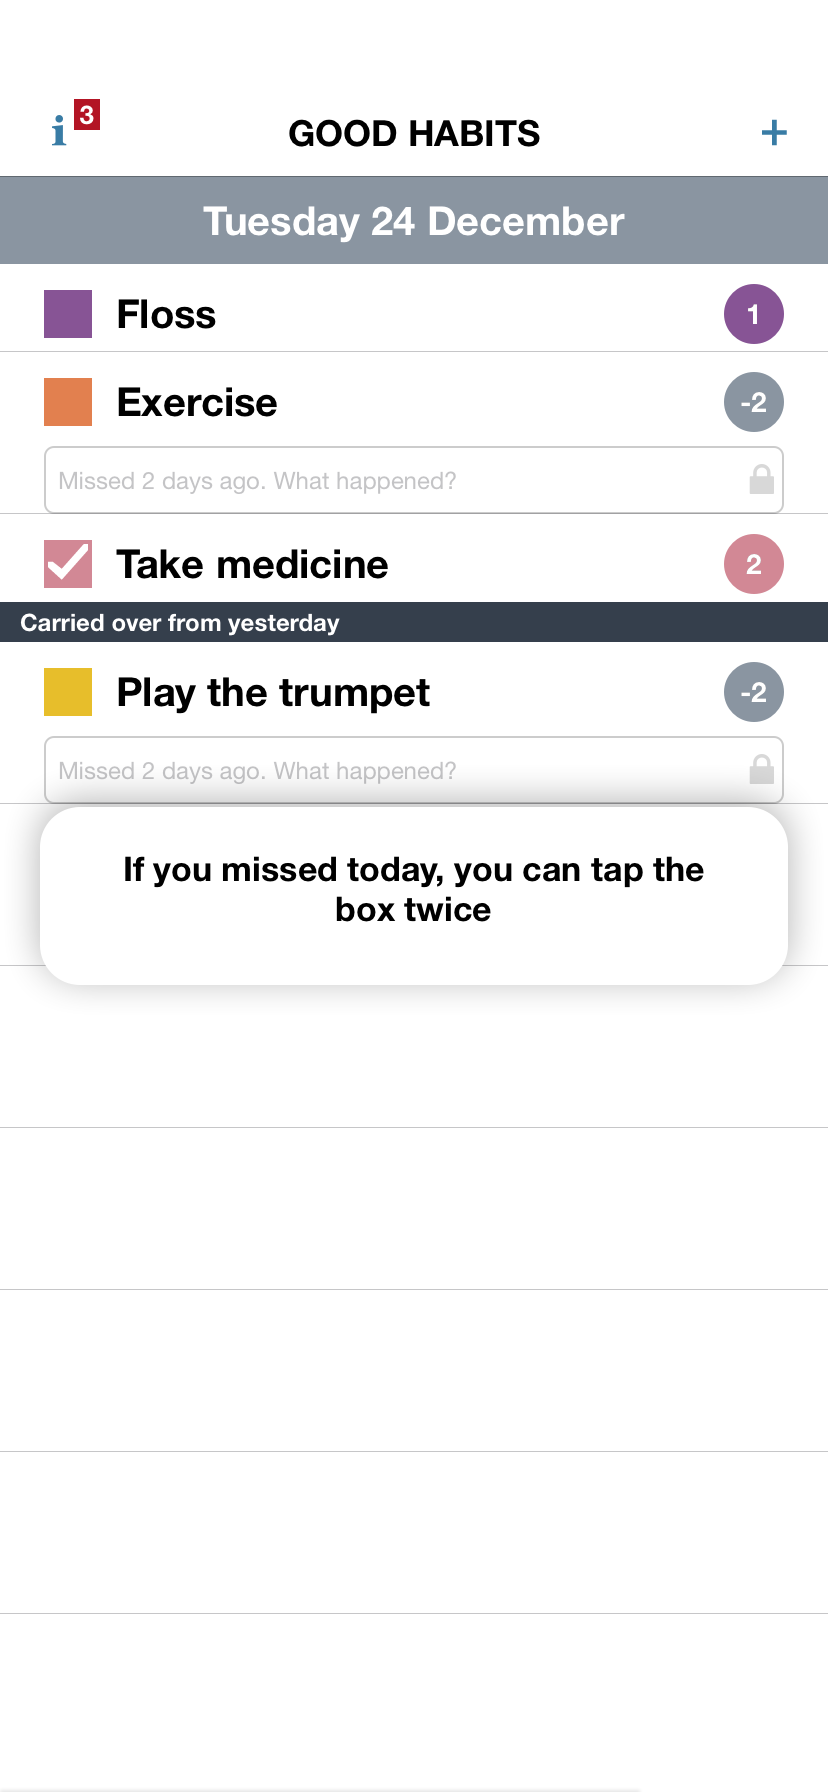 i 3
GOOD HABITS
+
Tuesday 24 December
Floss 1
Exercise -2
Missed 2 days ago. What happened?
Take medicine 2
Carried over from yesterday
Play the trumpet -2
Missed 2 days ago. What happened?
If you missed today, you can tap the
box twice